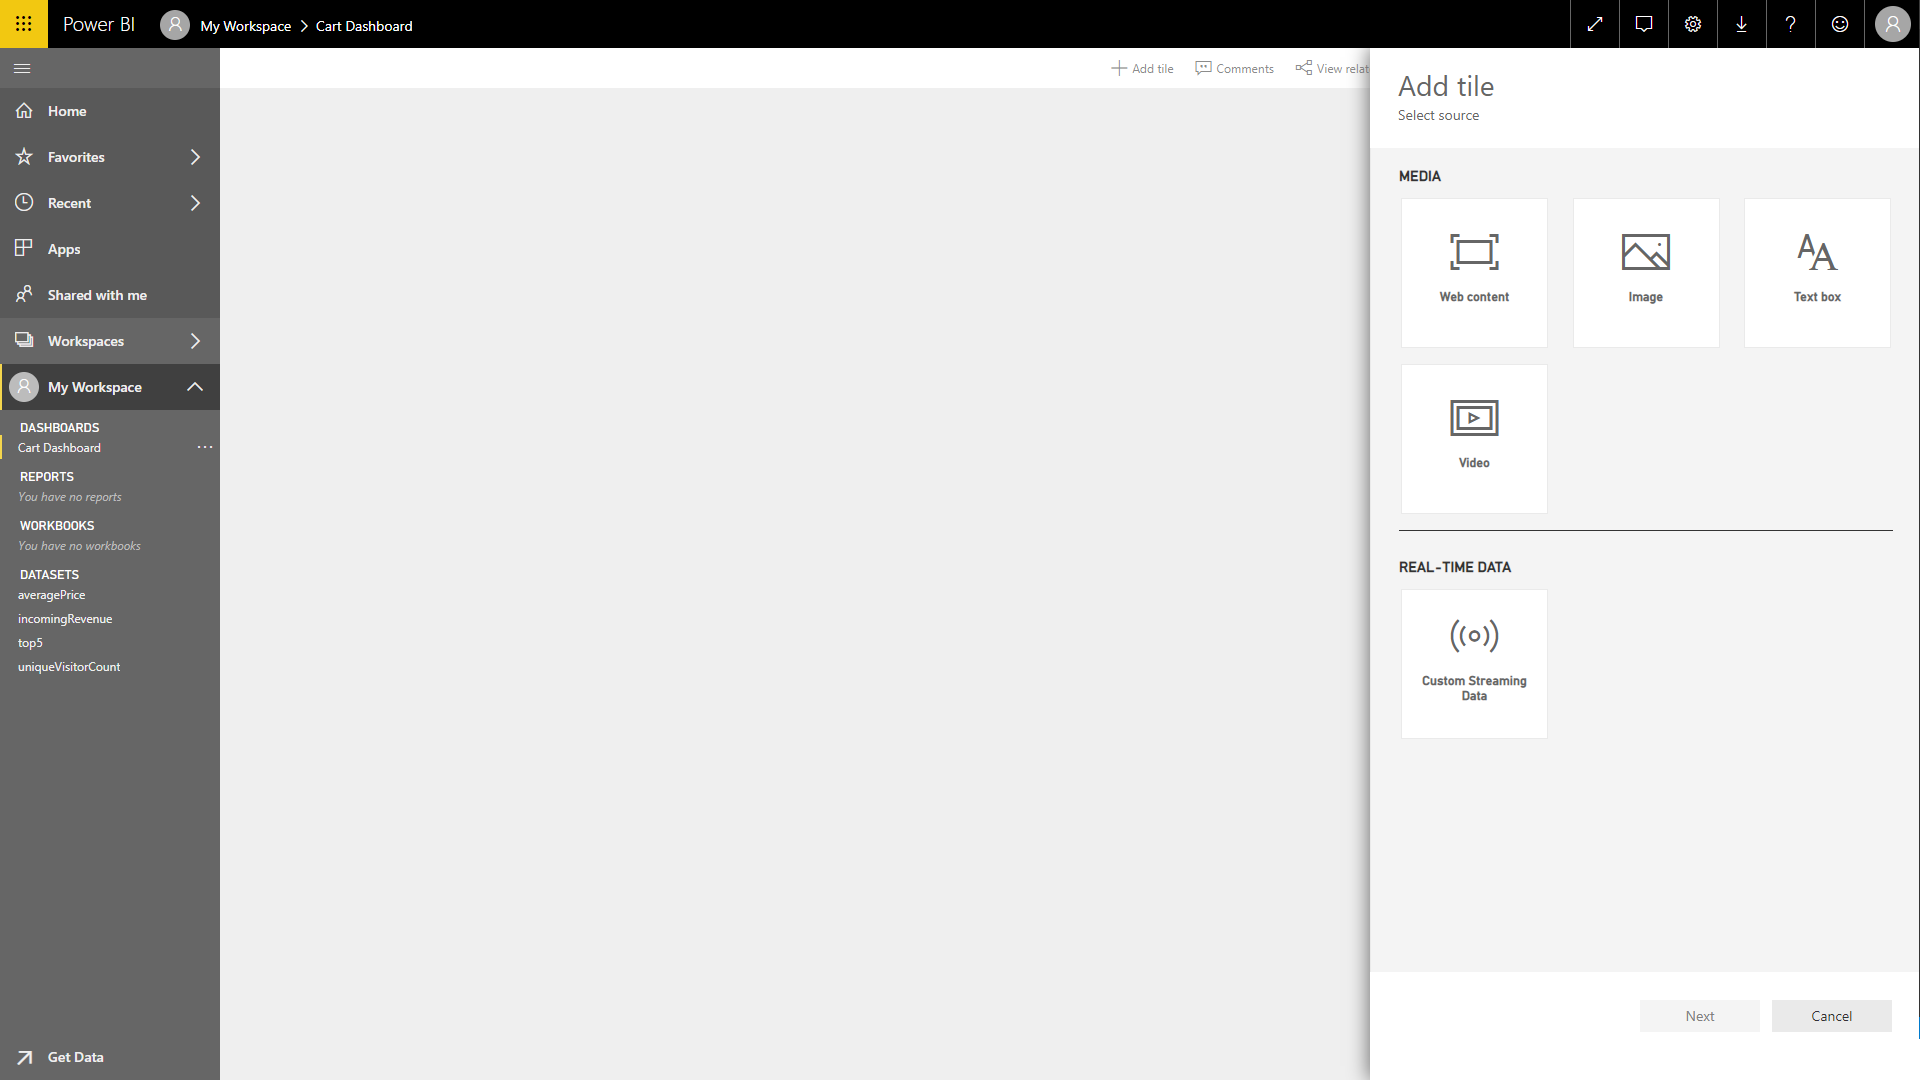 Power BI
My Workspace
Cart Dashboard
Add tile
Comments
View relat
Home
Favorites
Recent
Apps
Shared with me
Workspaces
My Workspace
DASHBOARDS
Cart Dashboard
REPORTS
You have no reports
WORKBOOKS
You have no workbooks
DATASETS
averagePrice
incomingRevenue
top5
uniqueVisitorCount
Get Data
Add tile
Select source
MEDIA
Web content
Image
Text box
Video
REAL-TIME DATA
Custom Streaming
Data
Next
Cancel